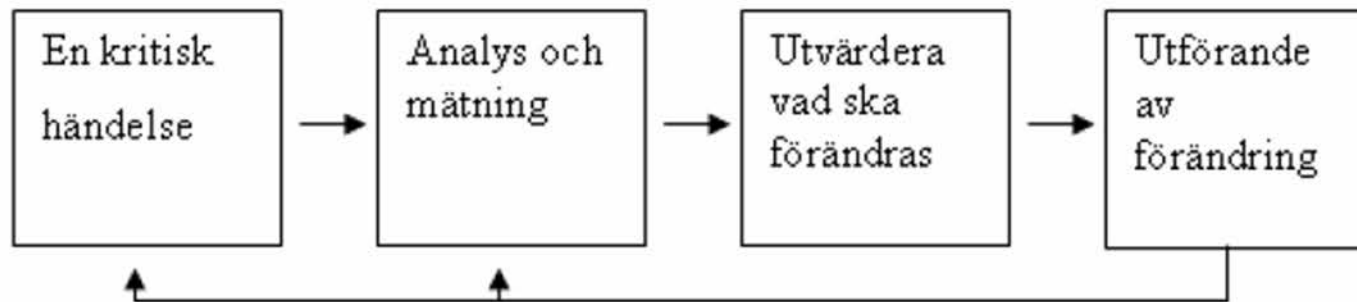 En kritisk
händelse
Analys och
mätning
Utvärdera
vad ska
förändras
Utförande
av
förändring